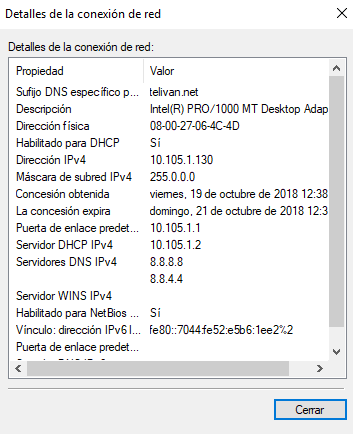 Detalles de la conexión de red
Detalles de la conexión de red:
Propiedad Valor
Sufijo DNS específico p... telivan.net
Descripción Intel(R) PRO/1000 MT Desktop Adap
Dirección física 08-00-27-06-4C-4D
Habilitado para DHCP Sí
Dirección IPv4 10.105.1.130
Máscara de subred IPv4 255.0.0.0
Concesión obtenida viernes, 19 de octubre de 2018 12:38
La concesión expira domingo, 21 de octubre de 2018 12:3
Puerta de enlace predet... 10.105.1.1
Servidor DHCP IPv4 10.105.1.2
Servidores DNS IPv4 8.8.8.8
8.8.4.4
Servidor WINS IPv4
Habilitado para NetBios ... Sí
Vínculo: dirección IPv6 l... fe80::7044:fe52:e5b6:1ee2%2
Puerta de enlace predet...
Cerrar